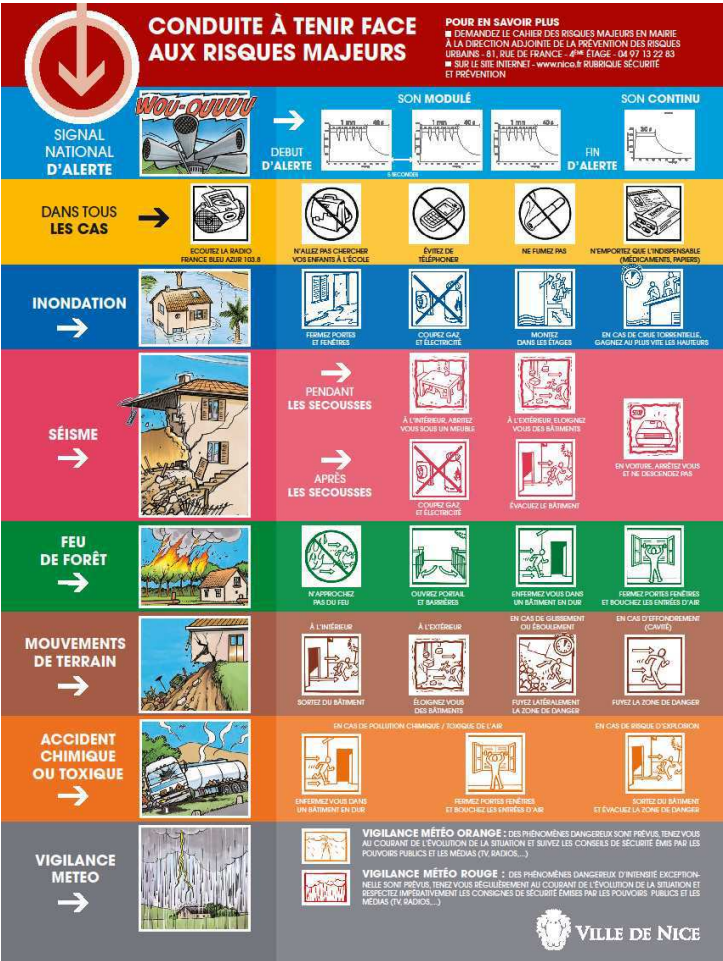 CONDUITE À TENIR FACE
AUX RISQUES MAJEURS
POUR EN SAVOIR PLUS
■ DEMANDEZ LE CAHIER DES RISQUES MAJEURS EN MAIRIE
À LA DIRECTION ADJOINTE DE LA PRÉVENTION DES RISQUES
URBAINS - 81, RUE DE FRANCE - 4ÈME ÉTAGE - 04 97 13 22 83
■ SUR LE SITE INTERNET - www.nice.fr RUBRIQUE SÉCURITÉ
ET PRÉVENTION
SIGNAL
NATIONAL
D'ALERTE
WOU-OUUUU
DEBUT
D'ALERTE
SON MODULÉ
1 mn
1 mn 40 s
1 mn
5 SECONDES
FIN
D'ALERTE
SON CONTINU
30 s
DANS TOUS
LES CAS
ECOUTEZ LA RADIO
FRANCE BLEU AZUR 103.8
N'ALLEZ PAS CHERCHER
VOS ENFANTS À L'ÉCOLE
ÉVITEZ DE
TÉLÉPHONER
NE FUMEZ PAS
N'EMPORTEZ QUE L'INDISPENSABLE
(MÉDICAMENTS, PAPIERS)
INONDATION
FERMEZ PORTES
ET FENÊTRES
COUPEZ GAZ
ET ÉLECTRICITÉ
MONTEZ
DANS LES ÉTAGES
EN CAS DE CRUE TORRENTIELLE,
GAGNEZ AU PLUS VITE LES HAUTEURS
SÉISME
PENDANT
LES SECOUSSES
À L'INTÉRIEUR, ABRITEZ
VOUS SOUS UN MEUBLE
À L'EXTÉRIEUR, ELOIGNEZ
VOUS DES BÂTIMENTS
APRÈS
LES SECOUSSES
COUPEZ GAZ
ET ÉLECTRICITÉ
ÉVACUEZ LE BÂTIMENT
STOP
EN VOITURE, ARRÊTEZ VOUS
ET NE DESCENDEZ PAS
FEU
DE FORÊT
N'APPROCHEZ
PAS DU FEU
OUVREZ PORTAIL
ET BARRIÈRES
ENFERMEZ VOUS DANS
UN BÂTIMENT EN DUR
FERMEZ PORTES FENÊTRES
ET BOUCHEZ LES ENTRÉES D'AIR
MOUVEMENTS
DE TERRAIN
À L'INTÉRIEUR
SORTEZ DU BÂTIMENT
À L'EXTÉRIEUR
ÉLOIGNEZ VOUS
DES BÂTIMENTS
EN CAS DE GLISSEMENT
OU ÉBOULEMENT
FUYEZ LATÉRALEMENT
LA ZONE DE DANGER
EN CAS D'EFFONDREMENT
(CAVITÉ)
FUYEZ LA ZONE DE DANGER
ACCIDENT
CHIMIQUE
OU TOXIQUE
EN CAS DE POLLUTION CHIMIQUE / TOXIQUE DE L'AIR
ENFERMEZ VOUS DANS
UN BÂTIMENT EN DUR
FERMEZ PORTES FENÊTRES
ET BOUCHEZ LES ENTRÉES D'AIR
EN CAS DE RISQUE D'EXPLOSION
SORTEZ DU BÂTIMENT
ET ÉVACUEZ LA ZONE DE DANGER
VIGILANCE
METEO
VIGILANCE MÉTÉO ORANGE : DES PHÉNOMÈNES DANGEREUX SONT PRÉVUS, TENEZ VOUS
AU COURANT DE L'ÉVOLUTION DE LA SITUATION ET SUIVEZ LES CONSEILS DE SÉCURITÉ ÉMIS PAR LES
POUVOIRS PUBLICS ET LES MÉDIAS (TV, RADIOS,...)
VIGILANCE MÉTÉO ROUGE : DES PHÉNOMÈNES DANGEREUX D'INTENSITÉ EXCEPTION-
NELLE SONT PRÉVUS, TENEZ VOUS RÉGULIÈREMENT AU COURANT DE L'ÉVOLUTION DE LA SITUATION ET
RESPECTEZ IMPÉRATIVEMENT LES CONSIGNES DE SÉCURITÉ ÉMISES PAR LES POUVOIRS PUBLICS ET LES
MÉDIAS (TV, RADIOS,...)
VILLE DE NICE